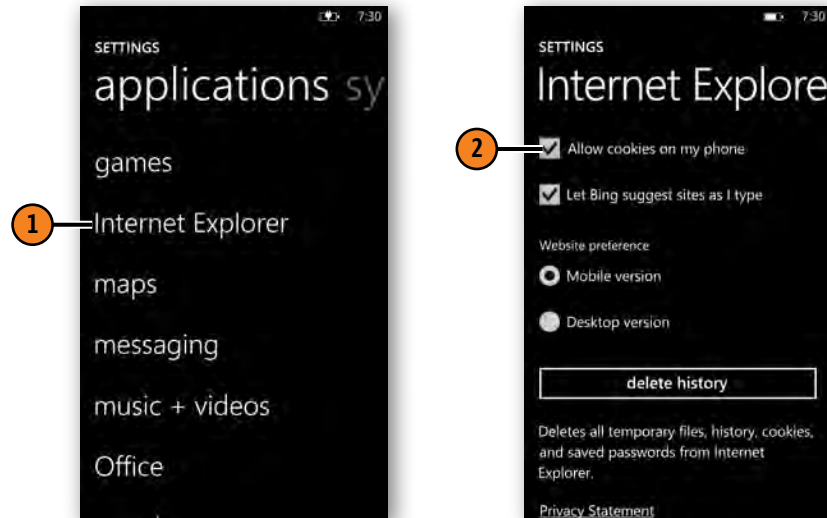 7:30
SETTINGS
applications sy
games
1
Internet Explorer
maps
messaging
music + videos
Office
7:30
SETTINGS
Internet Explore
2
Allow cookies on my phone
Let Bing suggest sites as I type
Website preference
Mobile version
Desktop version
delete history
Deletes all temporary files, history, cookies,
and saved passwords from Internet
Explorer.
Privacy Statement